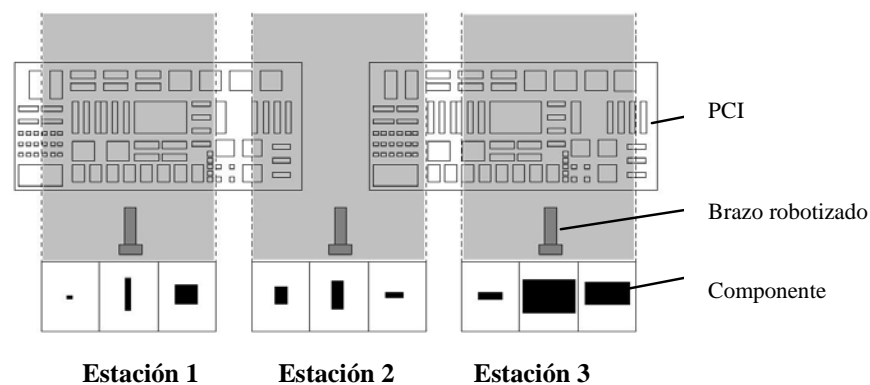 PCI
Brazo robotizado
Componente
Estación 1 Estación 2 Estación 3